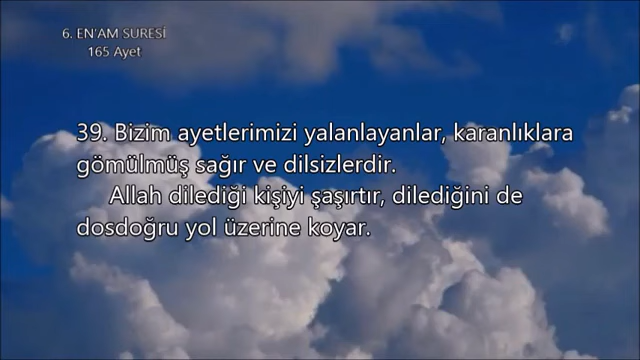 6. EN'AM SURESİ
165 Ayet
39. Bizim ayetlerimizi yalanlayanlar, karanlıklara
gömülmüş sağır ve dilsizlerdir.
Allah dilediği kişiyi şaşırtır, dilediğini de
dosdoğru yol üzerine koyar.